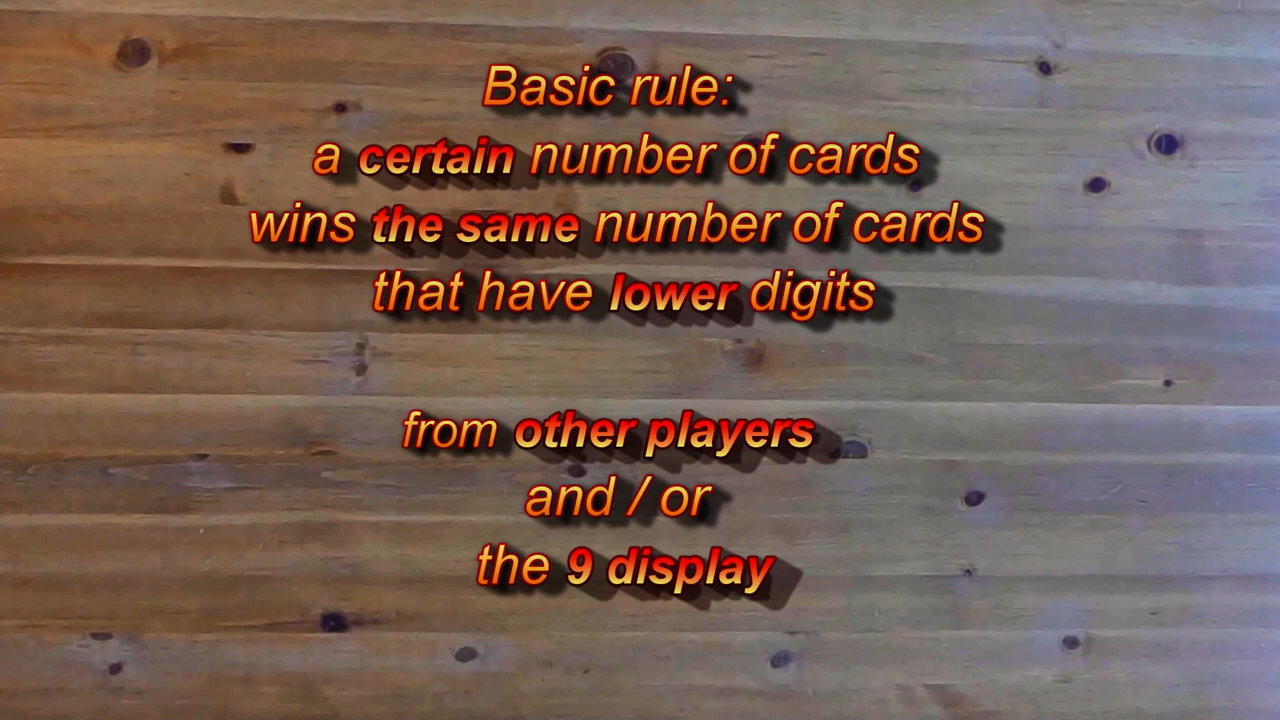 Basic rule:
a certain number of cards
wins the same number of cards
that have lower digits
from other players
and / or
the 9 display